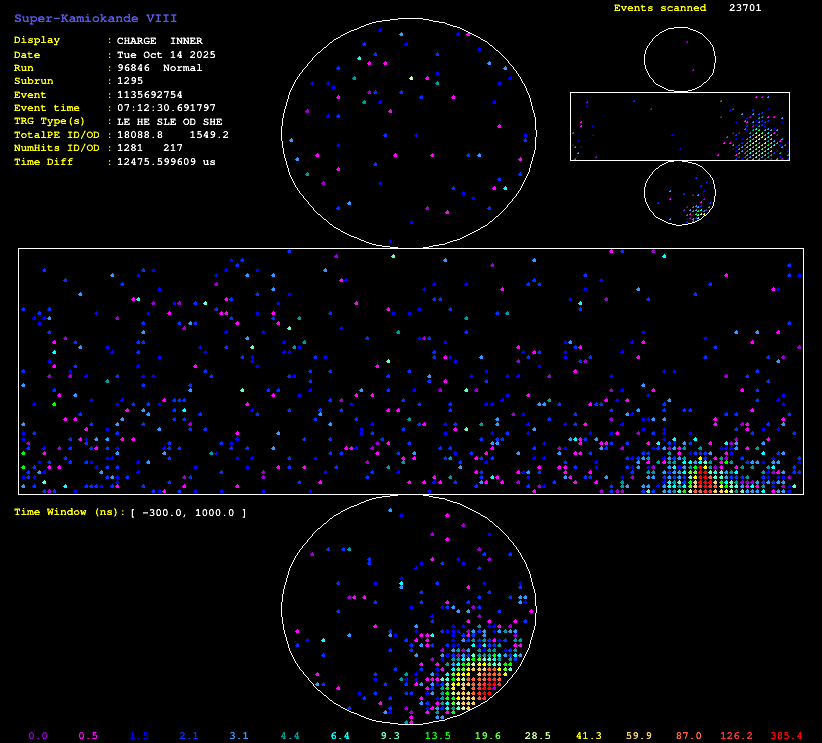 Super-Kamiokande VIII
Events scanned 23701
Display : CHARGE INNER
Date : Tue Oct 14 2025
Run : 96846 Normal
Subrun : 1295
Event : 1135692754
Event time : 07:12:30.691797
TRG Type(s) : LE HE SLE OD SHE
TotalPE ID/OD : 18088.8 1549.2
NumHits ID/OD : 1281 217
Time Diff : 12475.599609 us
Time Window (ns): [ -300.0, 1000.0 ]
0.0 0.5 1.5 2.1 3.1 4.4 6.4 9.3 13.5 19.6 28.5 41.3 59.9 87.0 126.2 385.4